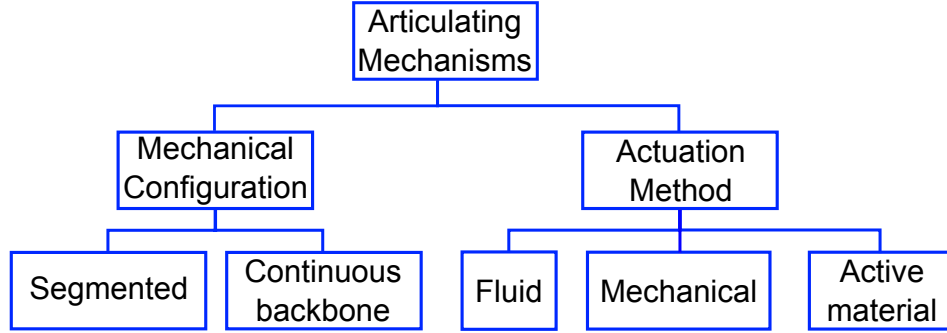 Articulating
Mechanisms
Mechanical
Configuration
Actuation
Method
Segmented
Continuous
backbone
Fluid
Mechanical
Active
material